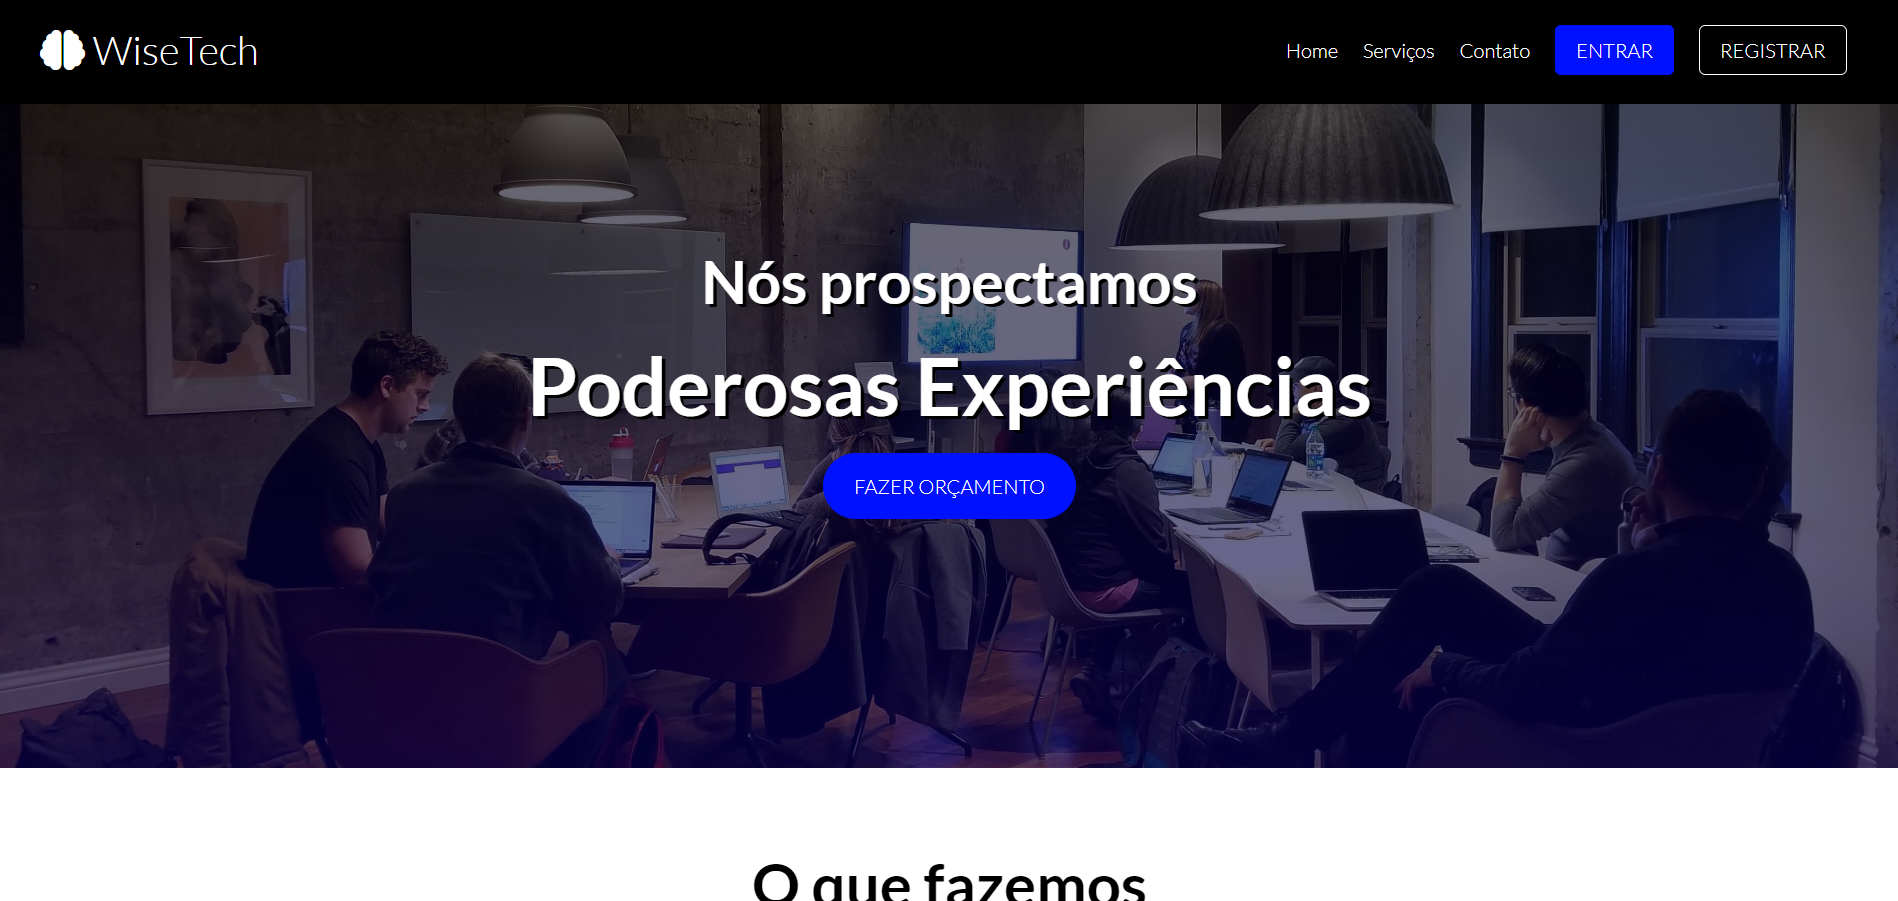 WiseTech
Home
Serviços
Contato
ENTRAR
REGISTRAR
Nós prospectamos
Poderosas Experiências
FAZER ORÇAMENTO
O que fazemos